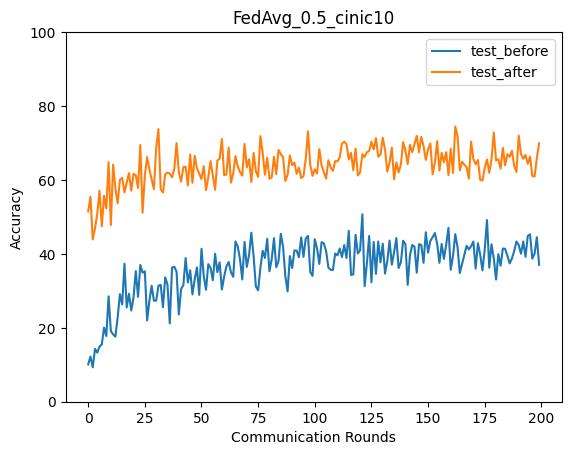 FedAvg_0.5_cinic10
test_before
test_after
100
80
60
40
20
0
Accuracy
0 25 50 75 100 125 150 175 200
Communication Rounds